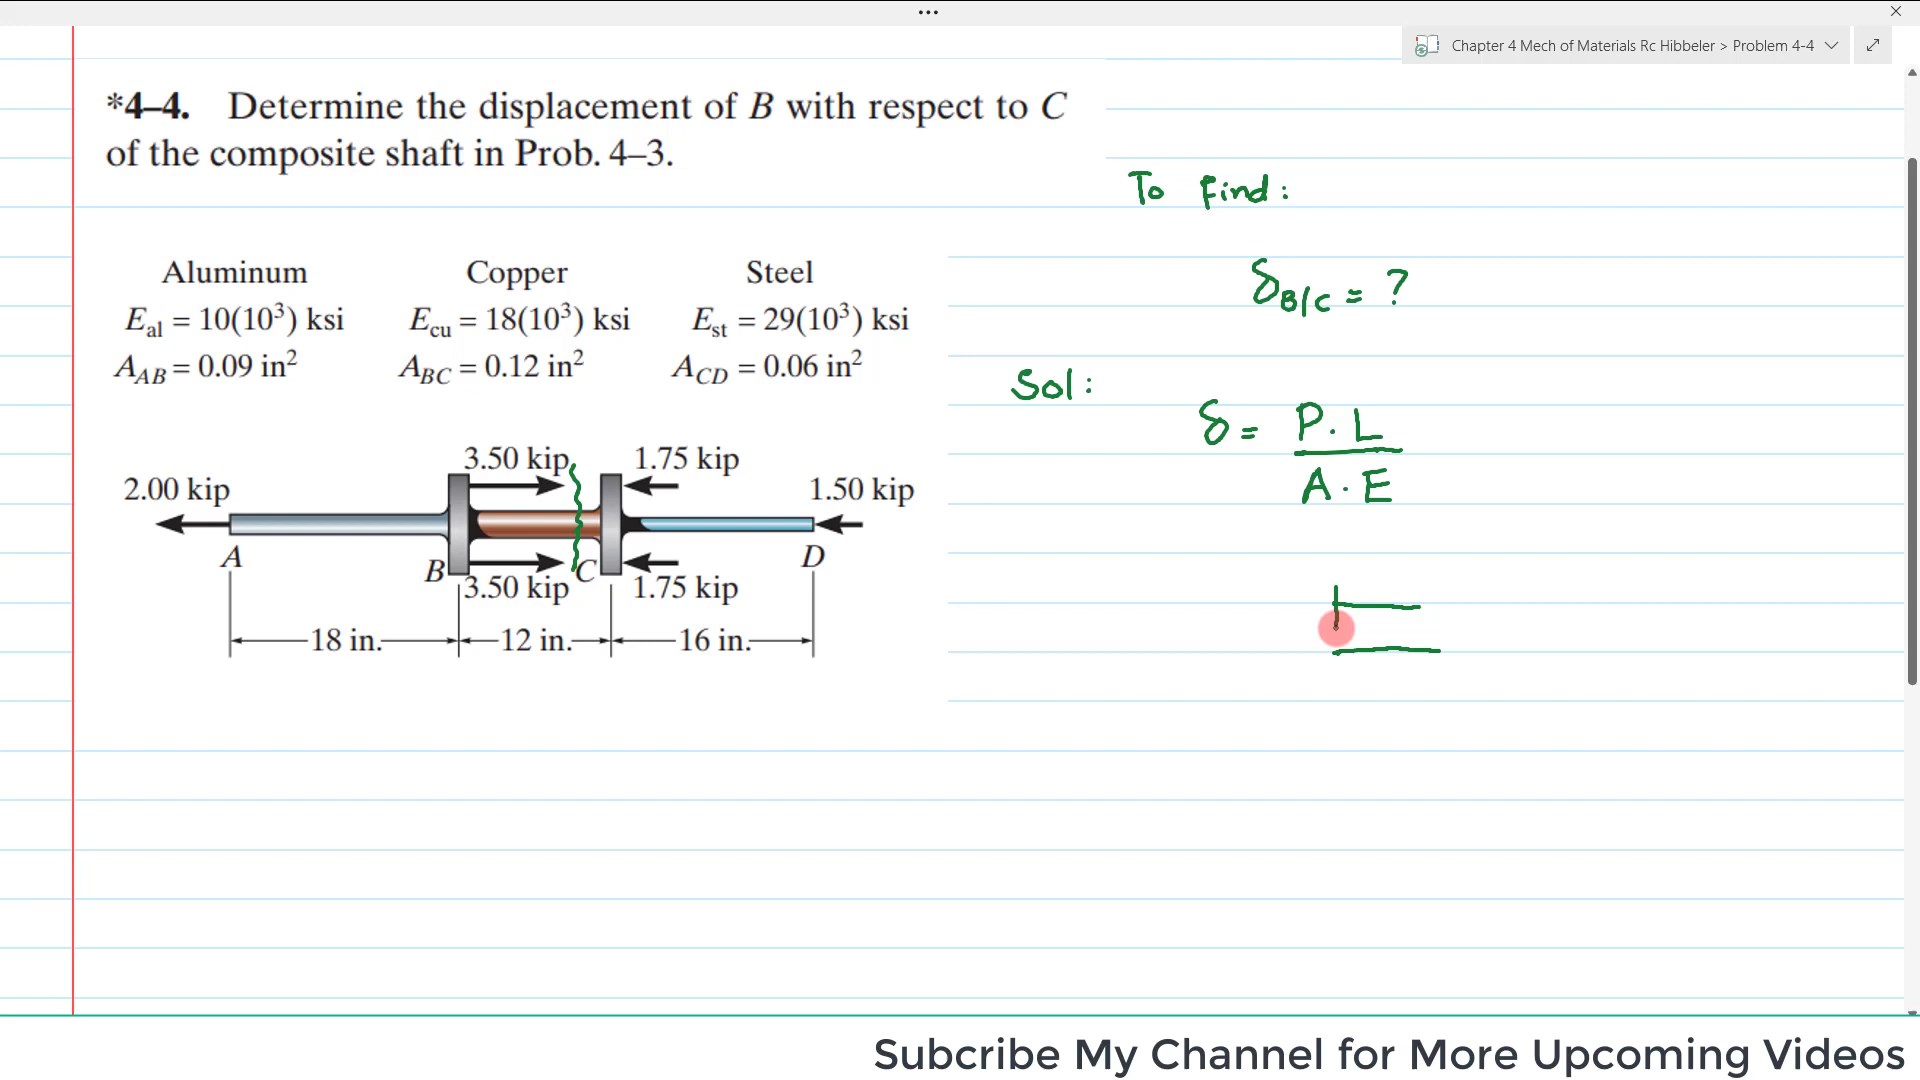 ...
Chapter 4 Mech of Materials Rc Hibbeler > Problem 4-4
*4–4. Determine the displacement of B with respect to C
of the composite shaft in Prob. 4–3.
To Find:
δB/C = ?
Aluminum Copper Steel
Eal = 10(10³) ksi Ecu = 18(10³) ksi Est = 29(10³) ksi
AAB = 0.09 in² ABC = 0.12 in² ACD = 0.06 in²
Sol:
δ = P · L
A · E
3.50 kip 1.75 kip
2.00 kip 1.50 kip
A B C D
3.50 kip 1.75 kip
18 in. 12 in. 16 in.
Subcribe My Channel for More Upcoming Videos